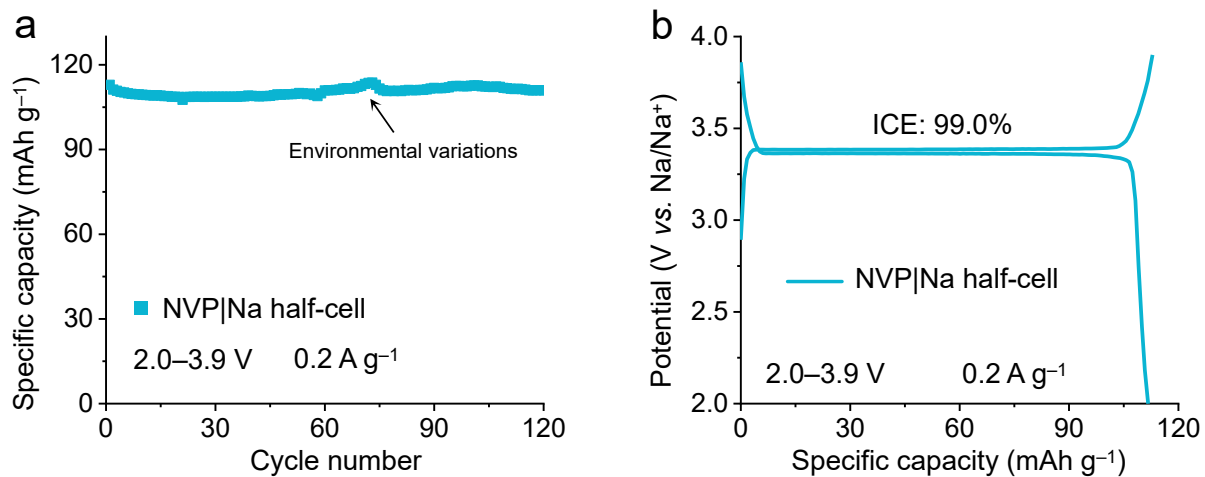 a
Specific capacity (mAh g⁻¹)
120
90
60
30
0
Environmental variations
NVP|Na half-cell
2.0–3.9 V
0.2 A g⁻¹
0
30
60
90
120
Cycle number
b
Potential (V vs. Na/Na⁺)
4.0
3.5
3.0
2.5
2.0
ICE: 99.0%
NVP|Na half-cell
2.0–3.9 V
0.2 A g⁻¹
0
30
60
90
120
Specific capacity (mAh g⁻¹)